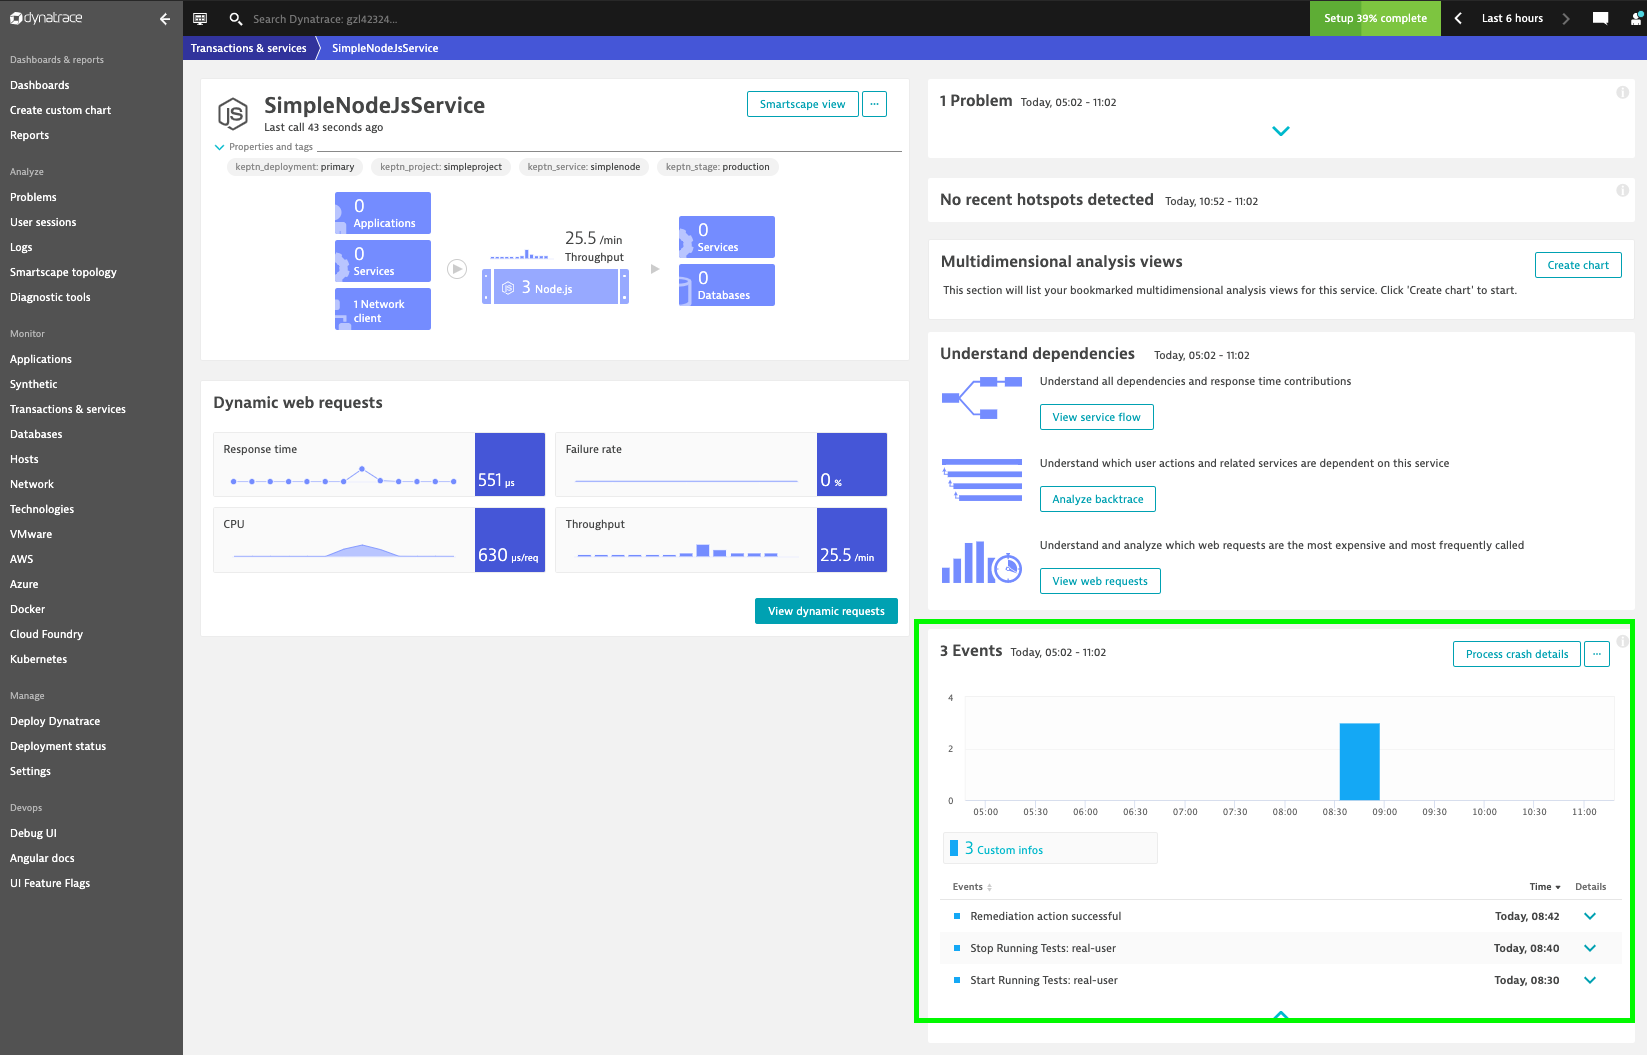 dynatrace
Search Dynatrace: gzl42324...
Setup 39% complete
Last 6 hours
Transactions & services
SimpleNodeJsService
Dashboards & reports
Dashboards
Create custom chart
Reports
Analyze
Problems
User sessions
Logs
Smartscape topology
Diagnostic tools
Monitor
Applications
Synthetic
Transactions & services
Databases
Hosts
Network
Technologies
VMware
AWS
Azure
Docker
Cloud Foundry
Kubernetes
Manage
Deploy Dynatrace
Deployment status
Settings
Devops
Debug UI
Angular docs
UI Feature Flags
JS
SimpleNodeJsService
Last call 43 seconds ago
Smartscape view
...
Properties and tags
keptn_deployment: primary
keptn_project: simpleproject
keptn_service: simplenode
keptn_stage: production
0
Applications
0
Services
1 Network
client
25.5 /min
Throughput
3 Node.js
0
Services
0
Databases
Dynamic web requests
Response time
551 µs
Failure rate
0 %
CPU
630 µs/req
Throughput
25.5 /min
View dynamic requests
1 Problem Today, 05:02 - 11:02
No recent hotspots detected Today, 10:52 - 11:02
Multidimensional analysis views
Create chart
This section will list your bookmarked multidimensional analysis views for this service. Click 'Create chart' to start.
Understand dependencies Today, 05:02 - 11:02
Understand all dependencies and response time contributions
View service flow
Understand which user actions and related services are dependent on this service
Analyze backtrace
Understand and analyze which web requests are the most expensive and most frequently called
View web requests
3 Events Today, 05:02 - 11:02
Process crash details
...
4
2
0
05:00 05:30 06:00 06:30 07:00 07:30 08:00 08:30 09:00 09:30 10:00 10:30 11:00
3 Custom infos
Events Time Details
Remediation action successful Today, 08:42
Stop Running Tests: real-user Today, 08:40
Start Running Tests: real-user Today, 08:30